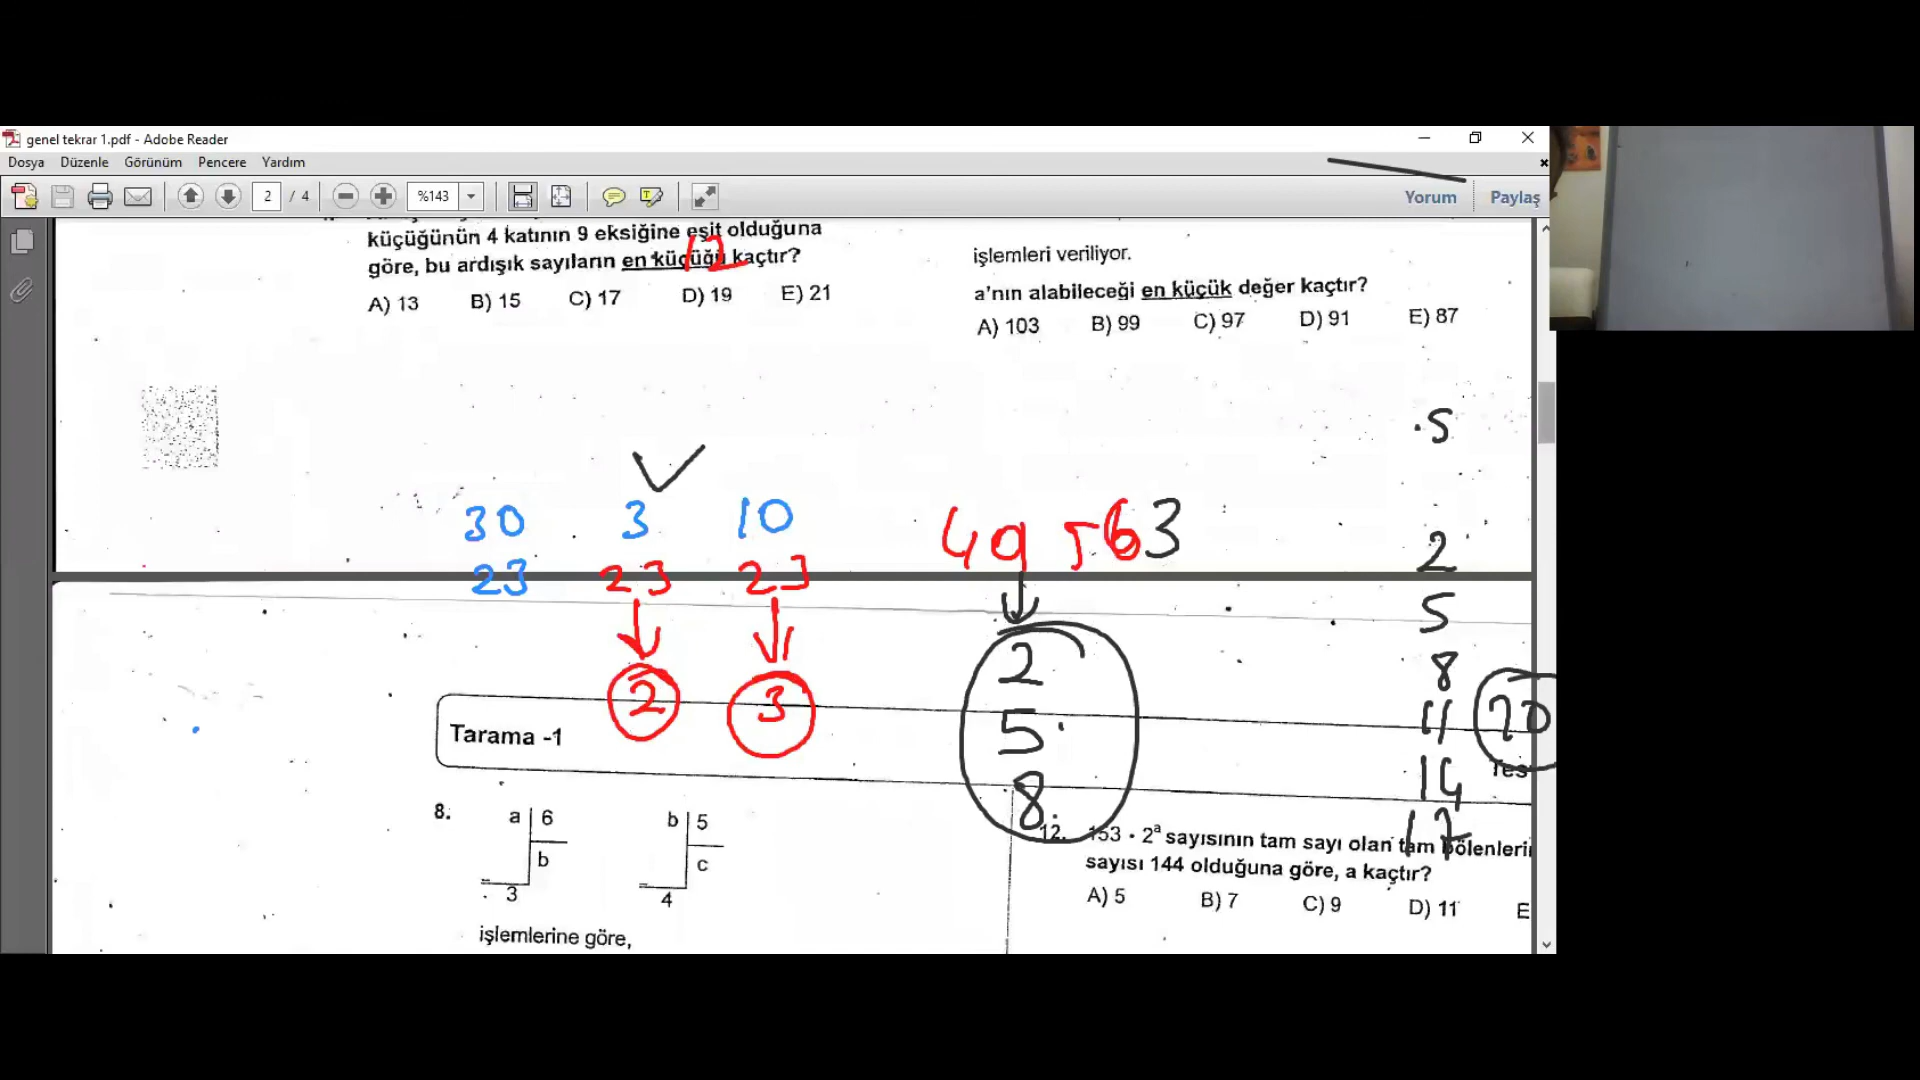 genel tekrar 1.pdf - Adobe Reader
Dosya Düzenle Görünüm Pencere Yardım
2 / 4 %143 Yorum Paylaş
küçüğünün 4 katının 9 eksiğine eşit olduğuna
göre, bu ardışık sayıların en küçüğü kaçtır?
12
A) 13 B) 15 C) 17 D) 19 E) 21
işlemleri veriliyor.
a'nın alabileceği en küçük değer kaçtır?
A) 103 B) 99 C) 97 D) 91 E) 87
30 3 10
23 23 23
2 3
49 563
2
5
8
5
2
5
8
11
14
17
20
Tarama -1
Tes
8. a 6 b 3
b 5 c 4
işlemlerine göre,
12. 153 · 2ᵃ sayısının tam sayı olan tam bölenleri
sayısı 144 olduğuna göre, a kaçtır?
A) 5 B) 7 C) 9 D) 11 E